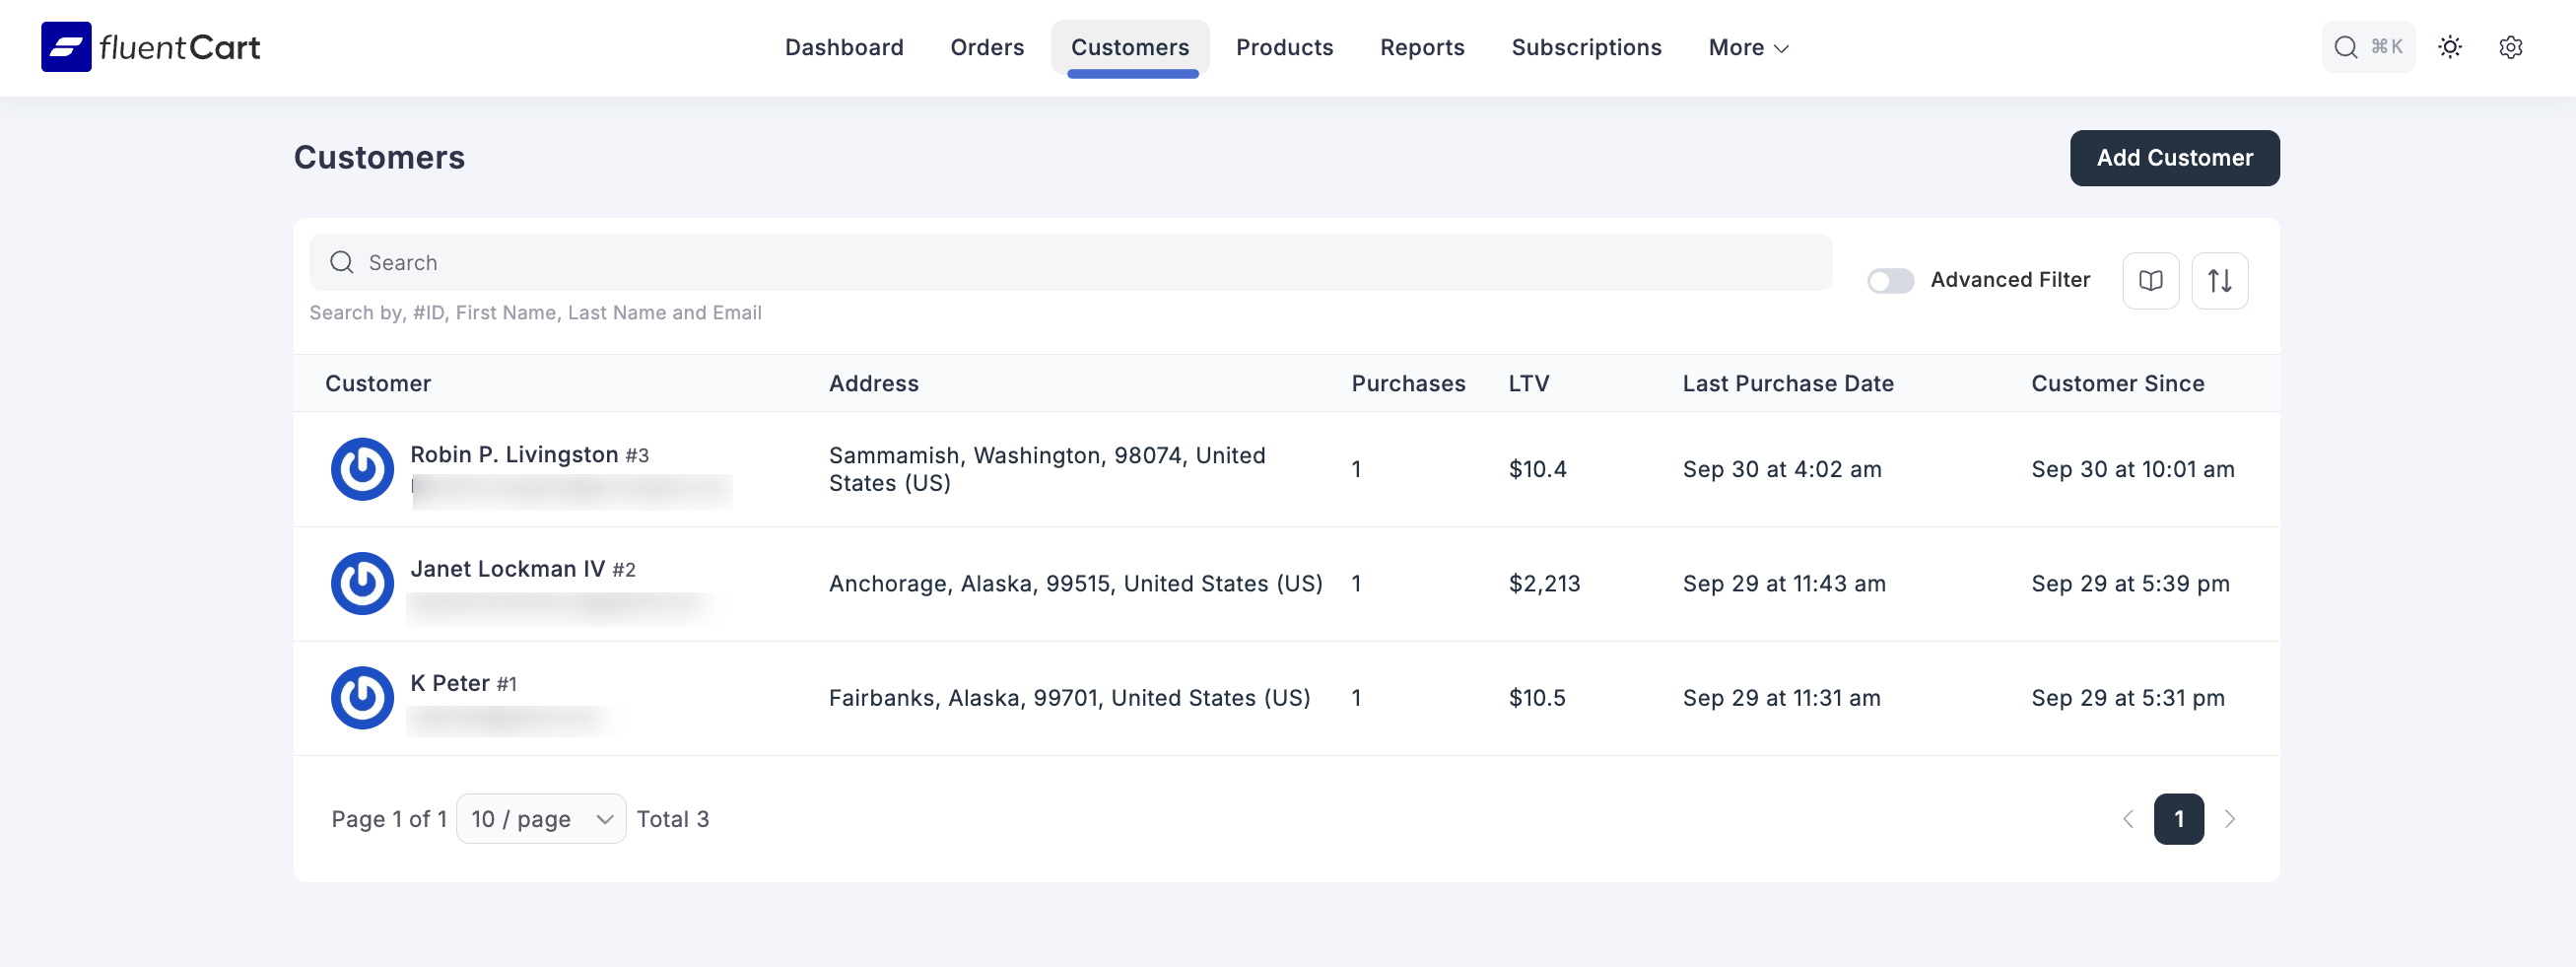 fluentCart
Dashboard Orders Customers Products Reports Subscriptions More
⌘K
Customers
Add Customer
Search
Advanced Filter
Search by, #ID, First Name, Last Name and Email
Customer Address Purchases LTV Last Purchase Date Customer Since
Robin P. Livingston #3
Sammamish, Washington, 98074, United
States (US)
1 $10.4 Sep 30 at 4:02 am Sep 30 at 10:01 am
Janet Lockman IV #2
Anchorage, Alaska, 99515, United States (US) 1 $2,213 Sep 29 at 11:43 am Sep 29 at 5:39 pm
K Peter #1
Fairbanks, Alaska, 99701, United States (US) 1 $10.5 Sep 29 at 11:31 am Sep 29 at 5:31 pm
Page 1 of 1 10 / page Total 3
1